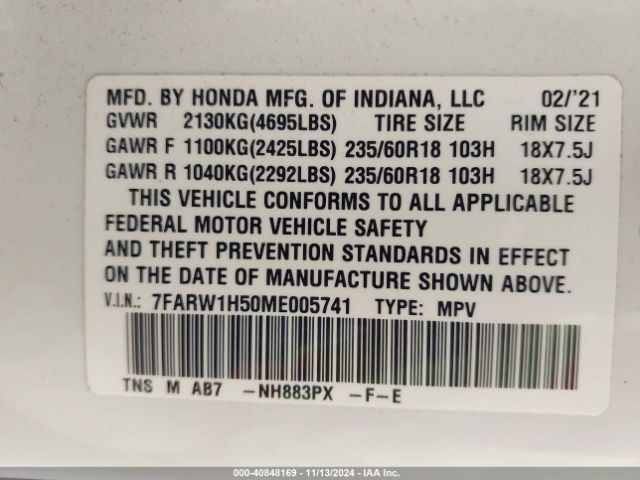 MFD. BY HONDA MFG. OF INDIANA, LLC 02/'21
GVWR 2130KG(4695LBS) TIRE SIZE RIM SIZE
GAWR F 1100KG(2425LBS) 235/60R18 103H 18X7.5J
GAWR R 1040KG(2292LBS) 235/60R18 103H 18X7.5J
THIS VEHICLE CONFORMS TO ALL APPLICABLE
FEDERAL MOTOR VEHICLE SAFETY
AND THEFT PREVENTION STANDARDS IN EFFECT
ON THE DATE OF MANUFACTURE SHOWN ABOVE.
V.I.N.: 7FARW1H50ME005741 TYPE: MPV
TNS M AB7 -NH883PX -F-E
000-40848169 - 11/13/2024 - IAA Inc.